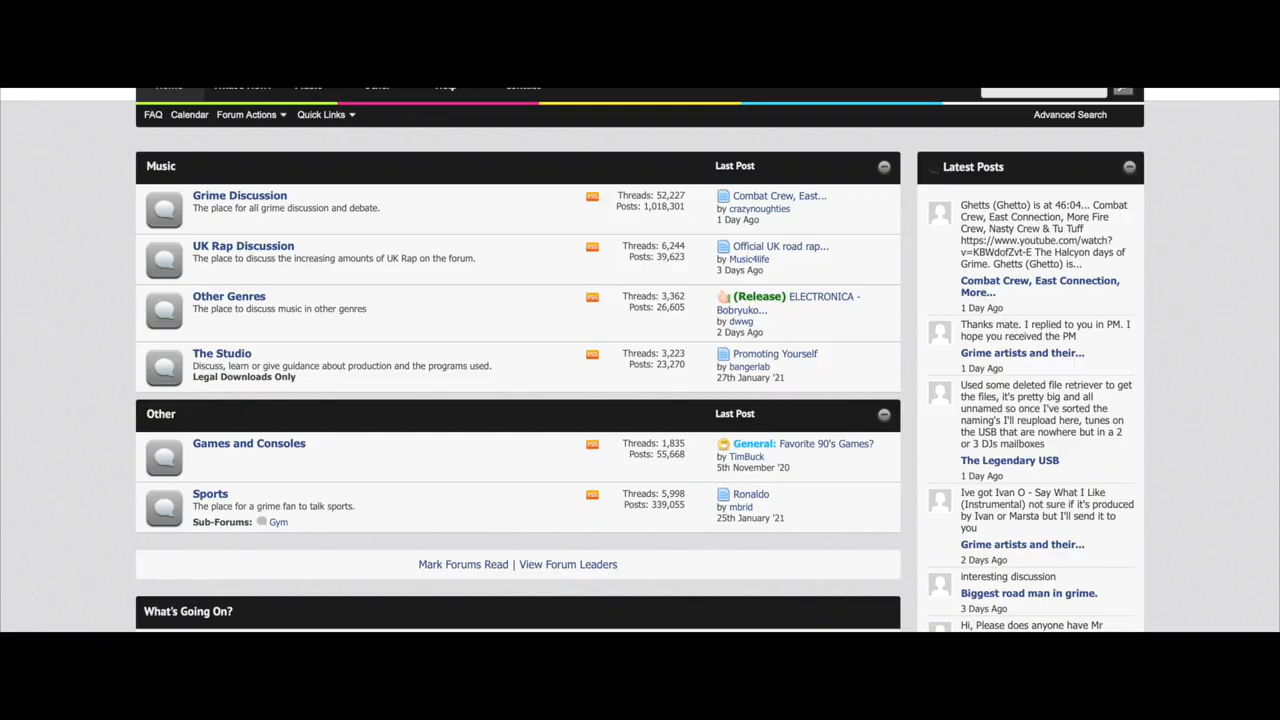 FAQ Calendar Forum Actions Quick Links Advanced Search
Music Last Post
Grime Discussion
The place for all grime discussion and debate.
Threads: 52,227
Posts: 1,018,301
Combat Crew, East...
by crazynoughties
1 Day Ago
UK Rap Discussion
The place to discuss the increasing amounts of UK Rap on the forum.
Threads: 6,244
Posts: 39,623
Official UK road rap...
by Music4life
3 Days Ago
Other Genres
The place to discuss music in other genres
Threads: 3,362
Posts: 26,605
(Release) ELECTRONICA -
Bobryuko...
by dwwg
2 Days Ago
The Studio
Discuss, learn or give guidance about production and the programs used.
Legal Downloads Only
Threads: 3,223
Posts: 23,270
Promoting Yourself
by bangerlab
27th January '21
Other Last Post
Games and Consoles
Threads: 1,835
Posts: 55,668
General: Favorite 90's Games?
by TimBuck
5th November '20
Sports
The place for a grime fan to talk sports.
Sub-Forums: Gym
Threads: 5,998
Posts: 339,055
Ronaldo
by mbrid
25th January '21
Mark Forums Read | View Forum Leaders
What's Going On?
Latest Posts
Ghetts (Ghetto) is at 46:04... Combat
Crew, East Connection, More Fire
Crew, Nasty Crew & Tu Tuff
https://www.youtube.com/watch?
v=KBWdofZvt-E The Halcyon days of
Grime. Ghetts (Ghetto) is...
Combat Crew, East Connection,
More...
1 Day Ago
Thanks mate. I replied to you in PM. I
hope you received the PM
Grime artists and their...
1 Day Ago
Used some deleted file retriever to get
the files, it's pretty big and all
unnamed so once I've sorted the
naming's I'll reupload here, tunes on
the USB that are nowhere but in a 2
or 3 DJs mailboxes
The Legendary USB
1 Day Ago
Ive got Ivan O - Say What I Like
(Instrumental) not sure if it's produced
by Ivan or Marsta but I'll send it to
you
Grime artists and their...
2 Days Ago
interesting discussion
Biggest road man in grime.
3 Days Ago
Hi, Please does anyone have Mr